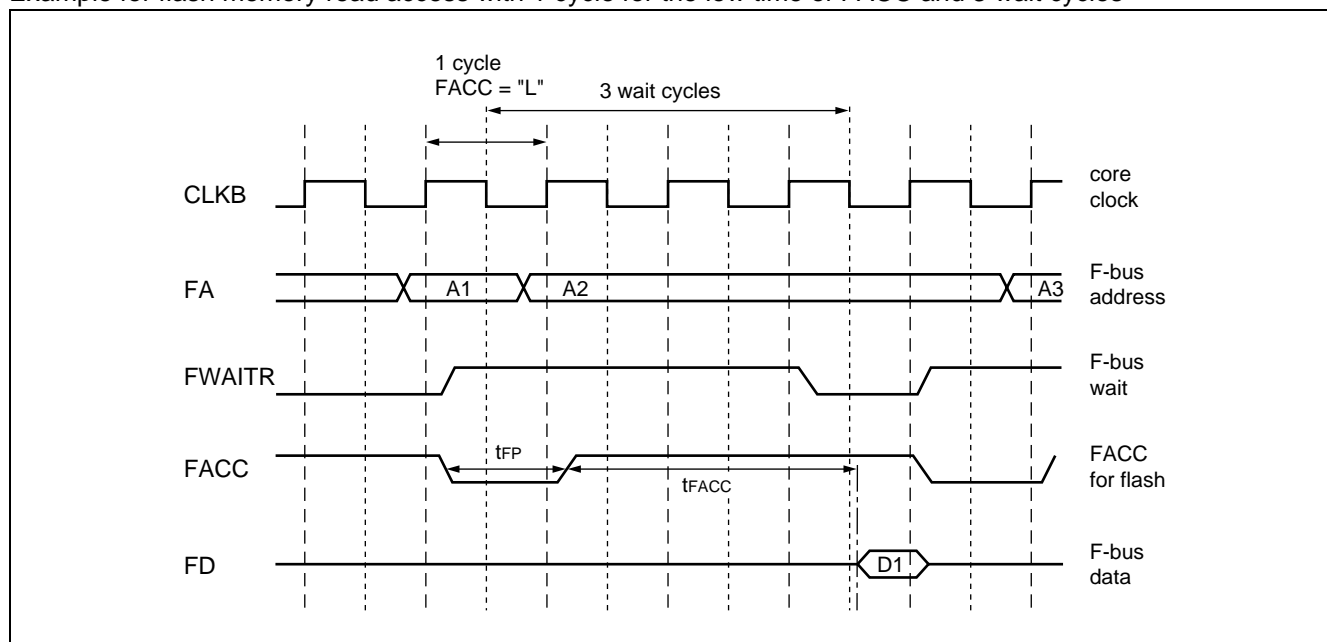 Example for flash memory read access with 1 cycle for the low time of FACC and 3 wait cycles
1 cycle
FACC = "L"
3 wait cycles
CLKB
core
clock
FA
A1
A2
A3
F-bus
address
FWAITR
F-bus
wait
FACC
tFP
tFACC
FACC
for flash
FD
D1
F-bus
data